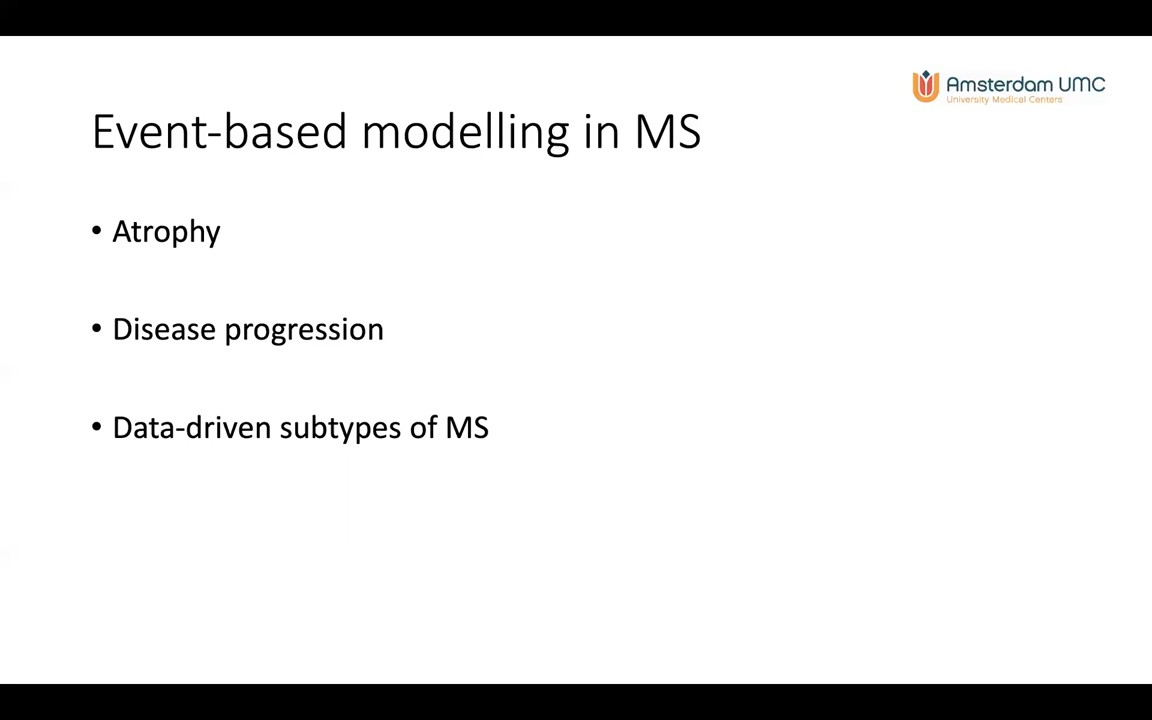 Amsterdam UMC
University Medical Centers
Event-based modelling in MS
• Atrophy
• Disease progression
• Data-driven subtypes of MS